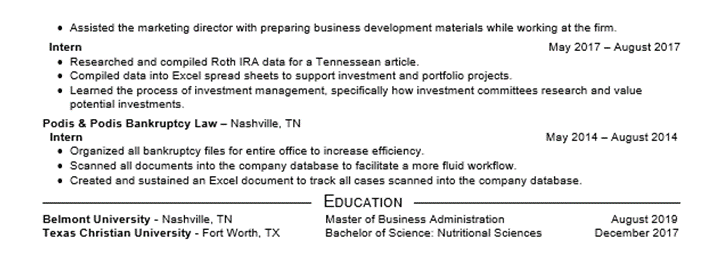 • Assisted the marketing director with preparing business development materials while working at the firm.
Intern May 2017 – August 2017
• Researched and compiled Roth IRA data for a Tennessean article.
• Compiled data into Excel spread sheets to support investment and portfolio projects.
• Learned the process of investment management, specifically how investment committees research and value
potential investments.
Podis & Podis Bankruptcy Law – Nashville, TN
Intern May 2014 – August 2014
• Organized all bankruptcy files for entire office to increase efficiency.
• Scanned all documents into the company database to facilitate a more fluid workflow.
• Created and sustained an Excel document to track all cases scanned into the company database.
EDUCATION
Belmont University - Nashville, TN Master of Business Administration August 2019
Texas Christian University - Fort Worth, TX Bachelor of Science: Nutritional Sciences December 2017